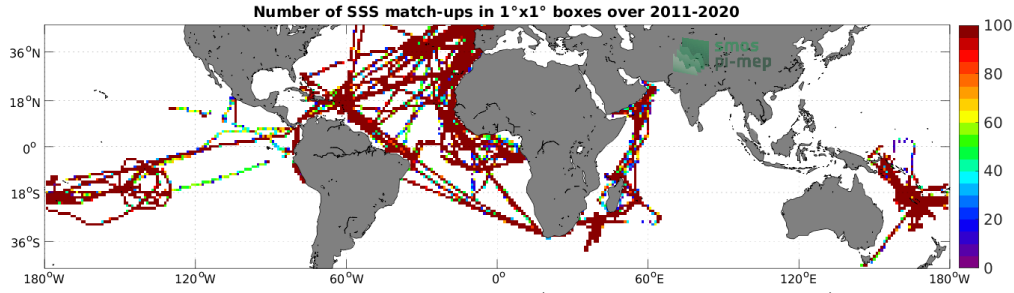 Number of SSS match-ups in 1°x1° boxes over 2011-2020
36°N
18°N
0°
18°S
36°S
180°W
120°W
60°W
0°
60°E
120°E
180°W
100
80
60
40
20
0
smos
pi-mep